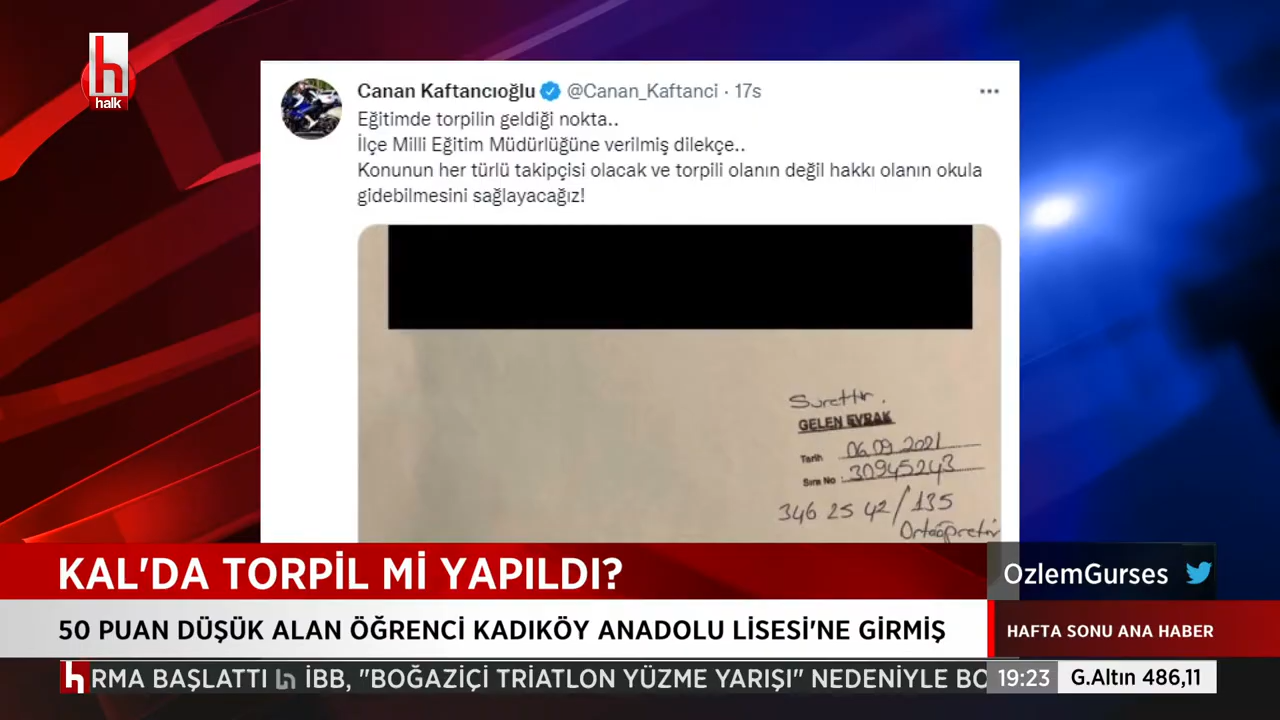 h
halk
Canan Kaftancıoğlu @Canan_Kaftanci · 17s
Eğitimde torpilin geldiği nokta..
İlçe Milli Eğitim Müdürlüğüne verilmiş dilekçe..
Konunun her türlü takipçisi olacak ve torpili olanın değil hakkı olanın okula
gidebilmesini sağlayacağız!
Surettir.
GELEN EVRAK
Tarih 06.09.2021
Sıra No : 30945243
346 25 42/135
Ortaöğretim
KAL'DA TORPİL Mİ YAPILDI?
OzlemGurses
50 PUAN DÜŞÜK ALAN ÖĞRENCİ KADIKÖY ANADOLU LİSESİ'NE GİRMİŞ
HAFTA SONU ANA HABER
h RMA BAŞLATTI h İBB, "BOĞAZİÇİ TRİATLON YÜZME YARIŞI" NEDENİYLE BO 19:23 G.Altın 486,11